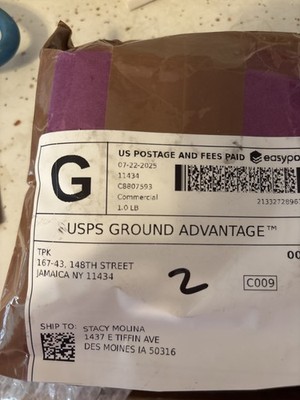 G
US POSTAGE AND FEES PAID easypo
07-22-2025
11434
C8807593
Commercial
1.0 LB
USPS GROUND ADVANTAGE™
TPK
167-43, 148TH STREET
JAMAICA NY 11434
00
2
C009
SHIP TO: STACY MOLINA
1437 E TIFFIN AVE
DES MOINES IA 50316